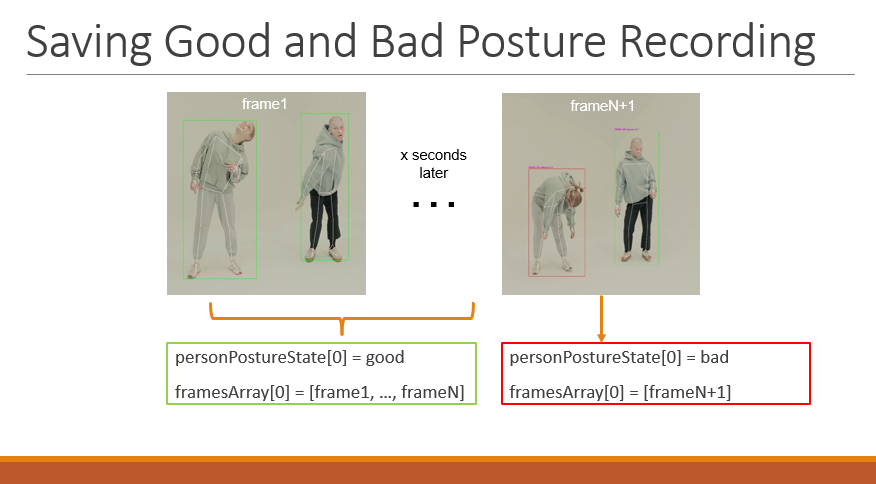 Saving Good and Bad Posture Recording
frame1
frameN+1
x seconds
later
...
personPostureState[0] = good
framesArray[0] = [frame1, …, frameN]
personPostureState[0] = bad
framesArray[0] = [frameN+1]